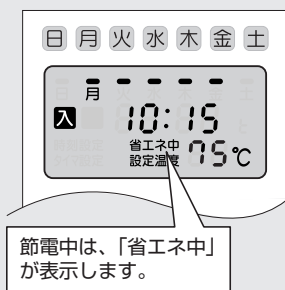 日 月 火 水 木 金 土
月
入 10:15
省エネ中
設定温度 75℃
節電中は、「省エネ中」
が表示します。